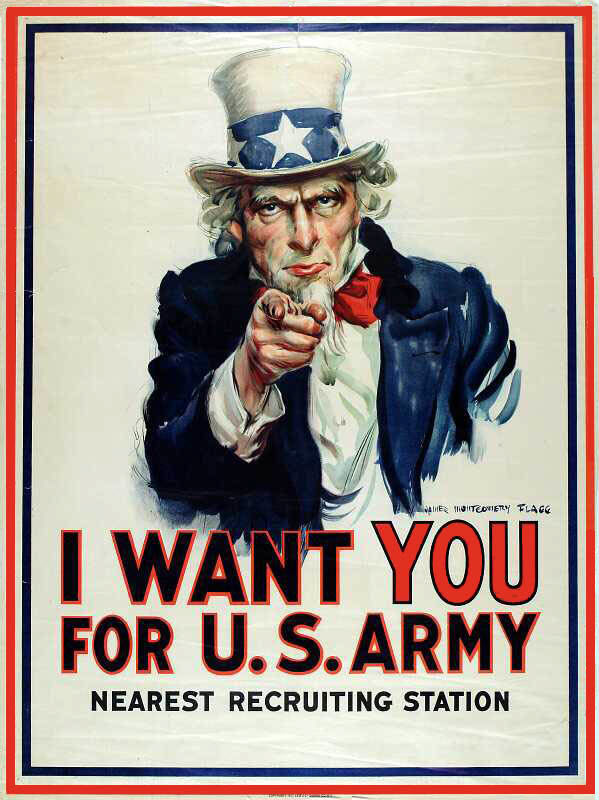 JAMES MONTGOMERY FLAGG
I WANT YOU
FOR U.S. ARMY
NEAREST RECRUITING STATION